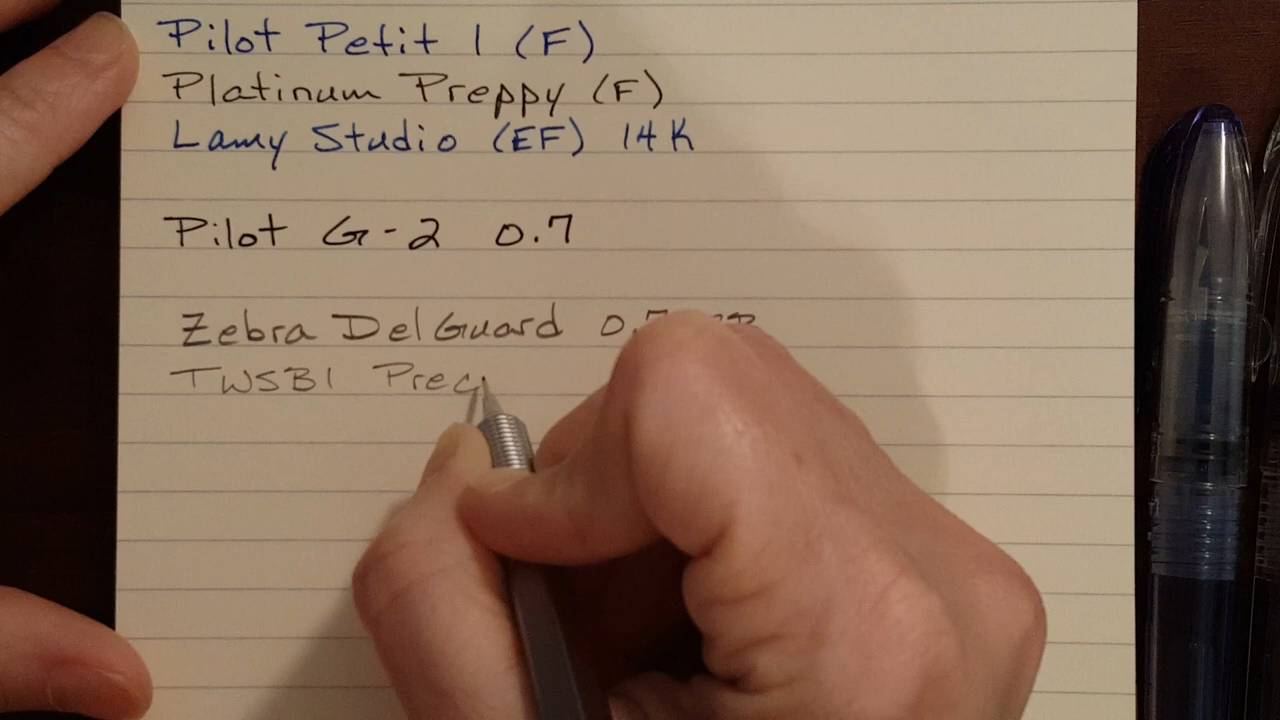 Pilot Petit 1 (F)
Platinum Preppy (F)
Lamy Studio (EF) 14K
Pilot G-2 0.7
Zebra DelGuard
TWSBI Prec